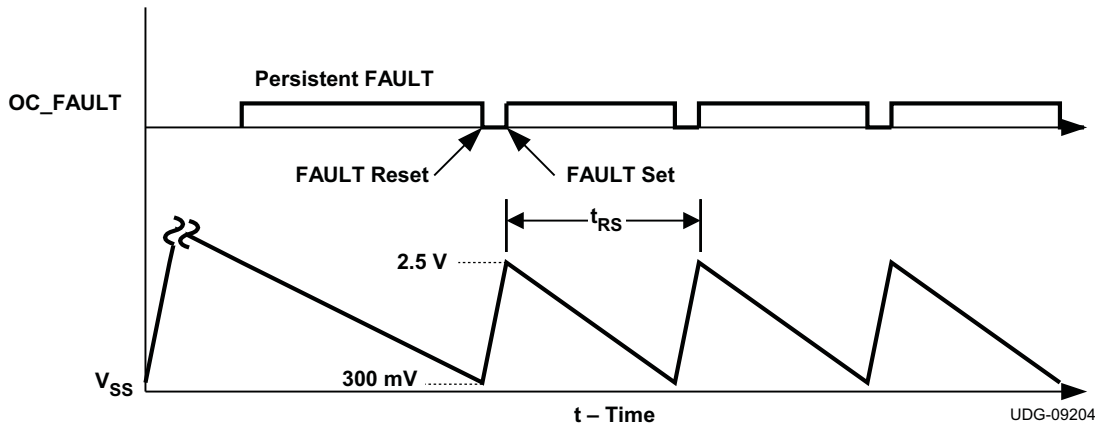 Persistent FAULT
OC_FAULT
FAULT Reset
FAULT Set
tRS
2.5 V
300 mV
VSS
t – Time
UDG-09204